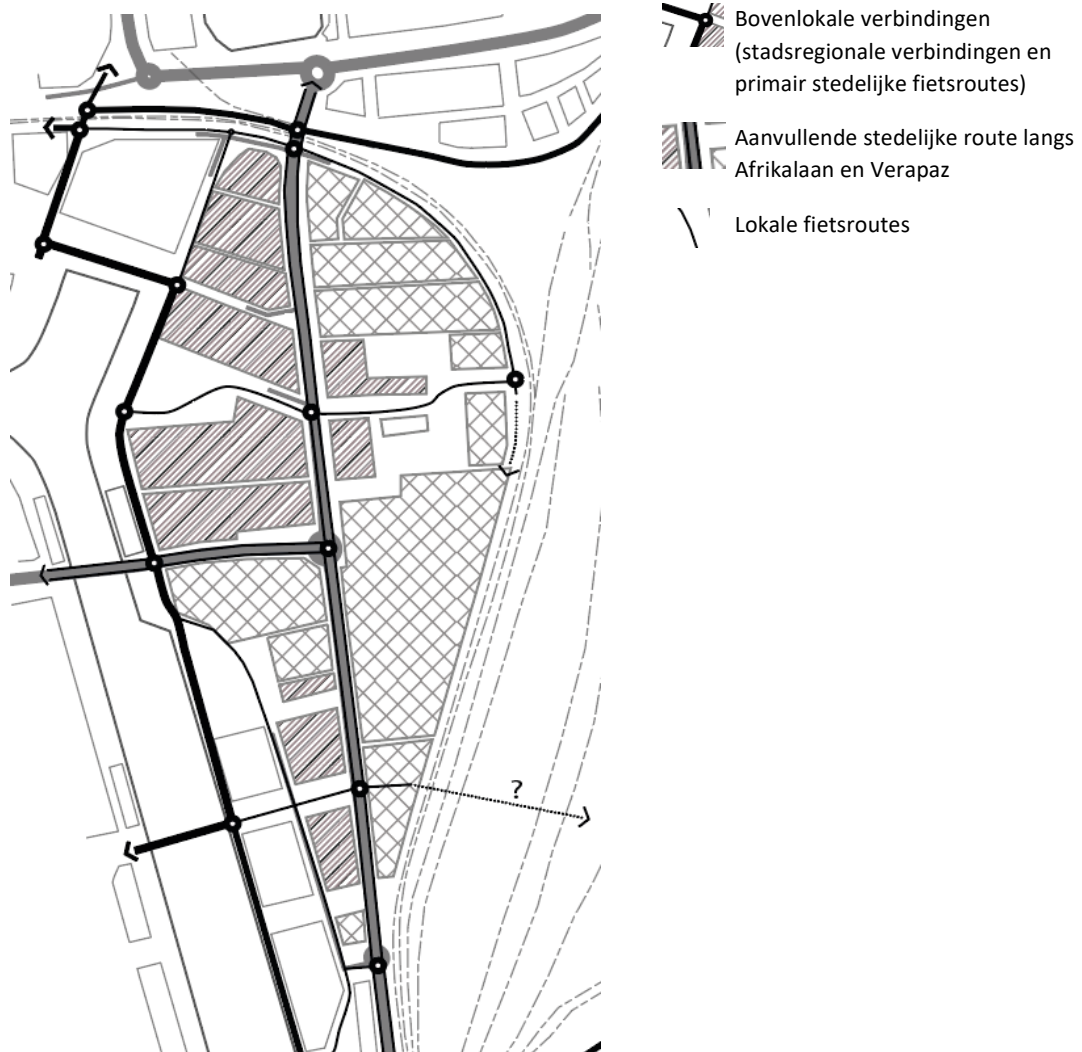 Bovenlokale verbindingen
(stadsregionale verbindingen en
primair stedelijke fietsroutes)
Aanvullende stedelijke route langs
Afrikalaan en Verapaz
Lokale fietsroutes
?